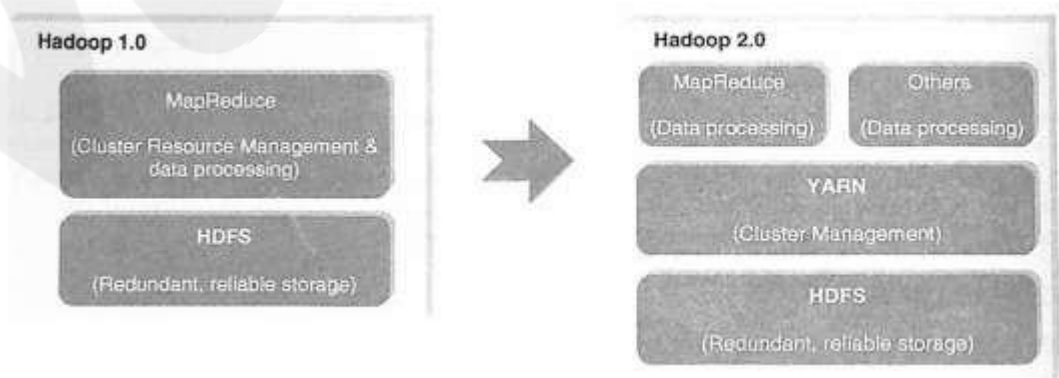 Hadoop 1.0
MapReduce
(Cluster Resource Management &
data processing)
HDFS
(Redundant, reliable storage)
Hadoop 2.0
MapReduce
(Data processing)
Others
(Data processing)
YARN
(Cluster Management)
HDFS
(Redundant, reliable storage)